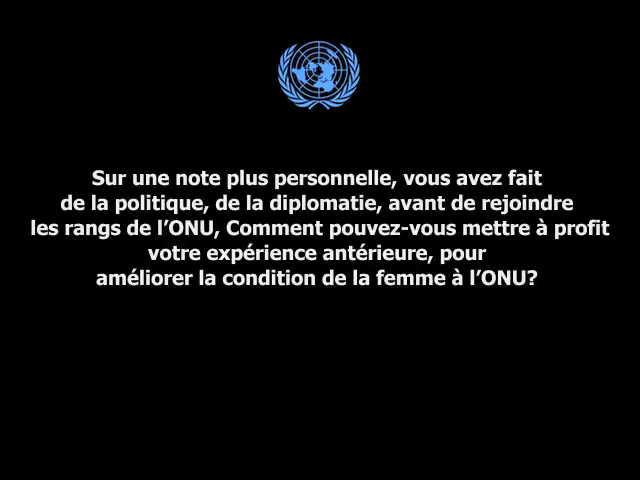 Sur une note plus personnelle, vous avez fait
de la politique, de la diplomatie, avant de rejoindre
les rangs de l’ONU, Comment pouvez-vous mettre à profit
votre expérience antérieure, pour
améliorer la condition de la femme à l’ONU?